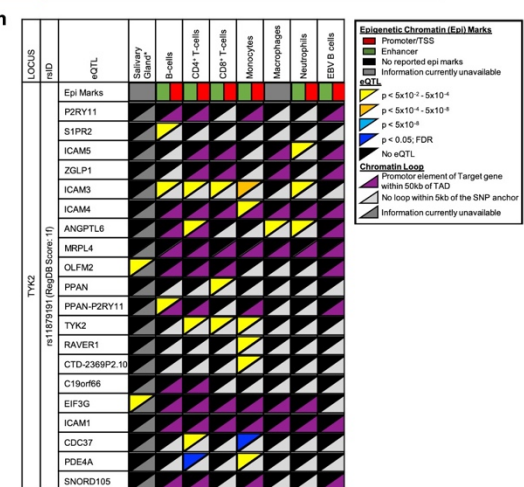 n
LOCUS
rsID
eQTL
Salivary Gland*
B-cells
CD4⁺ T-cells
CD8⁺ T-cells
Monocytes
Macrophages
Neutrophils
EBV B cells
TYK2
rs11879191 (RegDB Score: 1f)
Epi Marks
P2RY11
S1PR2
ICAM5
ZGLP1
ICAM3
ICAM4
ANGPTL6
MRPL4
OLFM2
PPAN
PPAN-P2RY11
TYK2
RAVER1
CTD-2369P2.10
C19orf66
EIF3G
ICAM1
CDC37
PDE4A
SNORD105
Epigenetic Chromatin (Epi) Marks
Promoter/TSS
Enhancer
No reported epi marks
Information currently unavailable
eQTL
p < 5x10⁻² - 5x10⁻⁴
p < 5x10⁻⁴ - 5x10⁻⁸
p < 5x10⁻⁸
p < 0.05; FDR
No eQTL
Chromatin Loop
Promotor element of Target gene
within 50kb of TAD
No loop within 5kb of the SNP anchor
Information currently unavailable